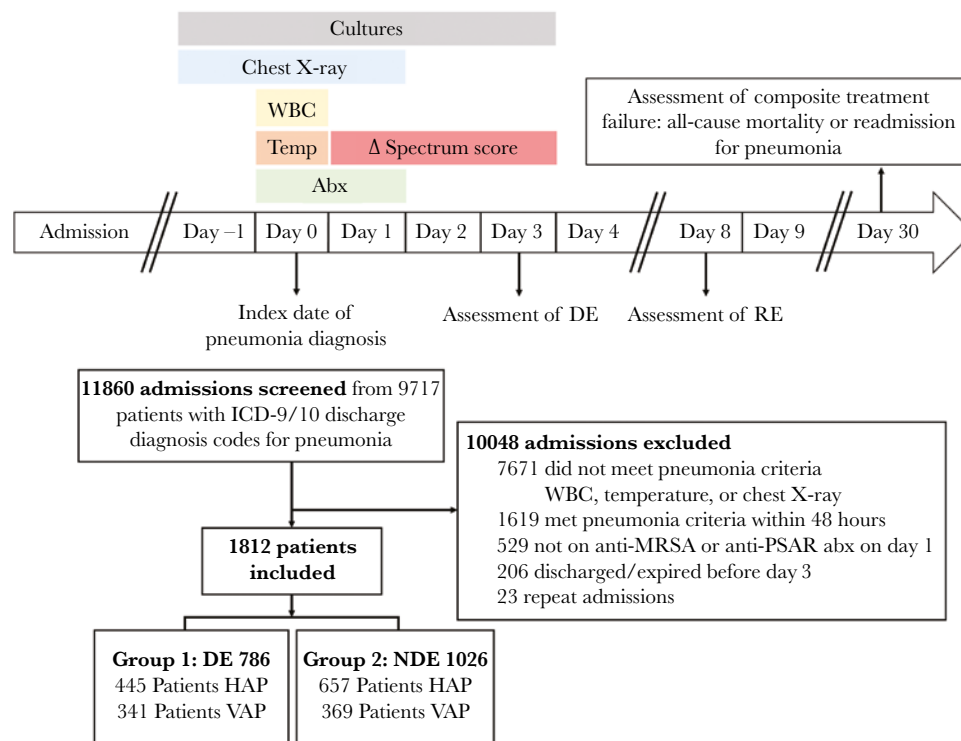 Cultures
Chest X-ray
WBC
Temp
Δ Spectrum score
Abx
Assessment of composite treatment
failure: all-cause mortality or readmission
for pneumonia
Admission
Day –1
Day 0
Day 1
Day 2
Day 3
Day 4
Day 8
Day 9
Day 30
Index date of
pneumonia diagnosis
Assessment of DE
Assessment of RE
11860 admissions screened from 9717
patients with ICD-9/10 discharge
diagnosis codes for pneumonia
10048 admissions excluded
7671 did not meet pneumonia criteria
WBC, temperature, or chest X-ray
1619 met pneumonia criteria within 48 hours
529 not on anti-MRSA or anti-PSAR abx on day 1
206 discharged/expired before day 3
23 repeat admissions
1812 patients
included
Group 1: DE 786
445 Patients HAP
341 Patients VAP
Group 2: NDE 1026
657 Patients HAP
369 Patients VAP